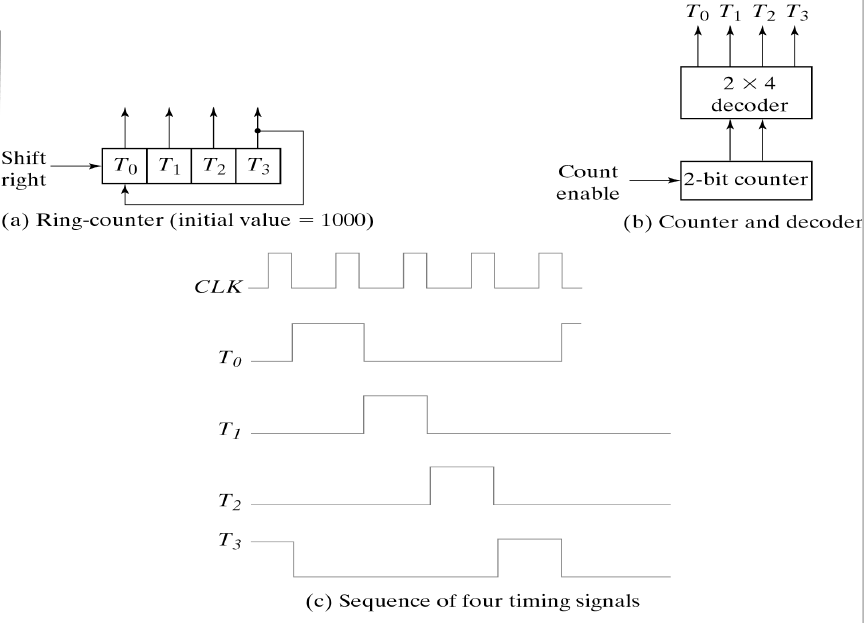 T0 T1 T2 T3
2 × 4
decoder
Shift
right
T0 T1 T2 T3
Count
enable
2-bit counter
(a) Ring-counter (initial value = 1000)
(b) Counter and decoder
CLK
T0
T1
T2
T3
(c) Sequence of four timing signals